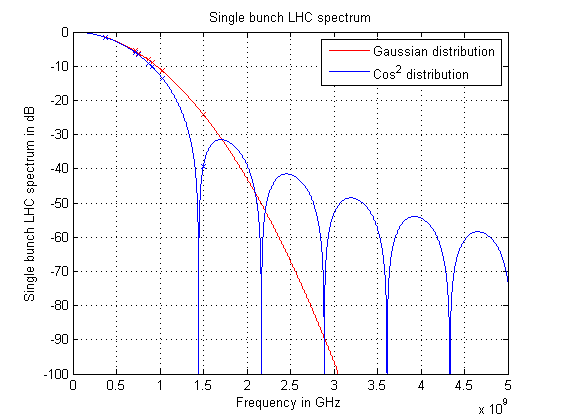 Single bunch LHC spectrum
Gaussian distribution
Cos² distribution
Single bunch LHC spectrum in dB
0
-10
-20
-30
-40
-50
-60
-70
-80
-90
-100
0 0.5 1 1.5 2 2.5 3 3.5 4 4.5 5
Frequency in GHz
x 10⁹